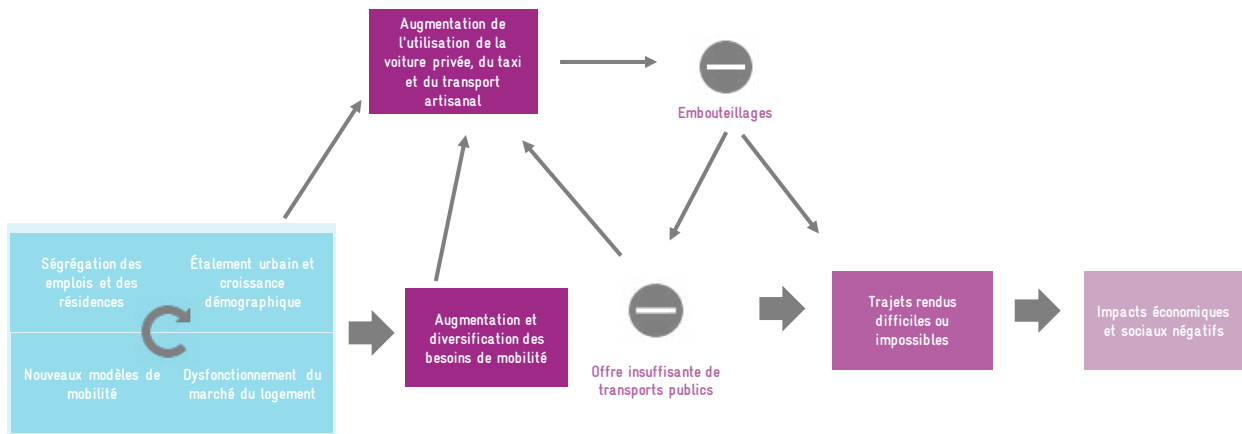 Augmentation de
l'utilisation de la
voiture privée, du taxi
et du transport
artisanal
Embouteillages
Ségrégation des
emplois et des
résidences
Étalement urbain et
croissance
démographique
Nouveaux modèles de
mobilité
Dysfonctionnement du
marché du logement
Augmentation et
diversification des
besoins de mobilité
Offre insuffisante de
transports publics
Trajets rendus
difficiles ou
impossibles
Impacts économiques
et sociaux négatifs